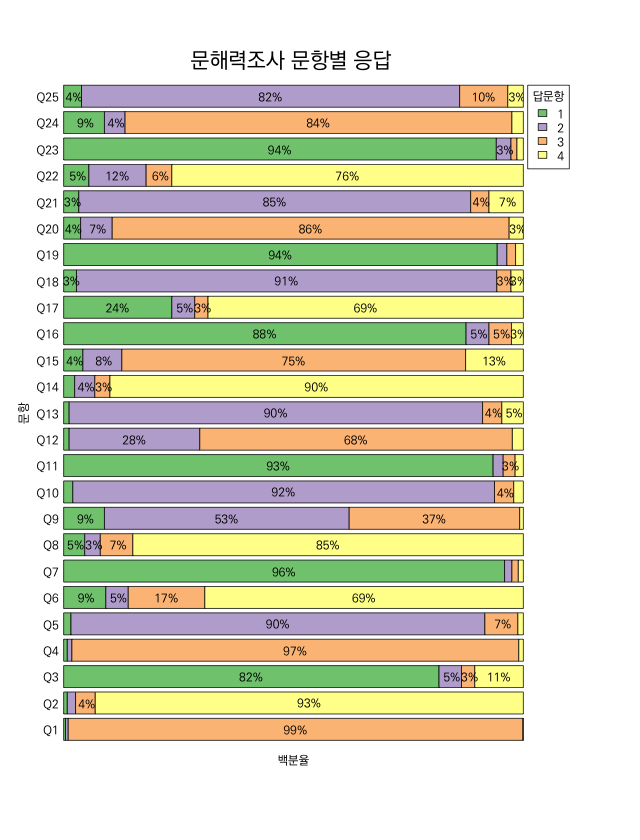 문해력조사 문항별 응답
답문항
1
2
3
4
Q25 4% 82% 10% 3%
Q24 9% 4% 84%
Q23 94% 3%
Q22 5% 12% 6% 76%
Q21 3% 85% 4% 7%
Q20 4% 7% 86% 3%
Q19 94%
Q18 3% 91% 3% 3%
Q17 24% 5% 3% 69%
Q16 88% 5% 5% 3%
Q15 4% 8% 75% 13%
Q14 4% 3% 90%
Q13 90% 4% 5%
Q12 28% 68%
Q11 93% 3%
Q10 92% 4%
Q9 9% 53% 37%
Q8 5% 3% 7% 85%
Q7 96%
Q6 9% 5% 17% 69%
Q5 90% 7%
Q4 97%
Q3 82% 5% 3% 11%
Q2 4% 93%
Q1 99%
문항
백분율